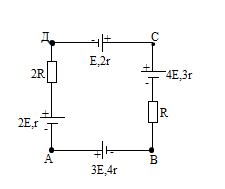 Д - + С
E,2r
2R + 4E,3r
-
+ R
2E,r
-
А + - В
3E,4r